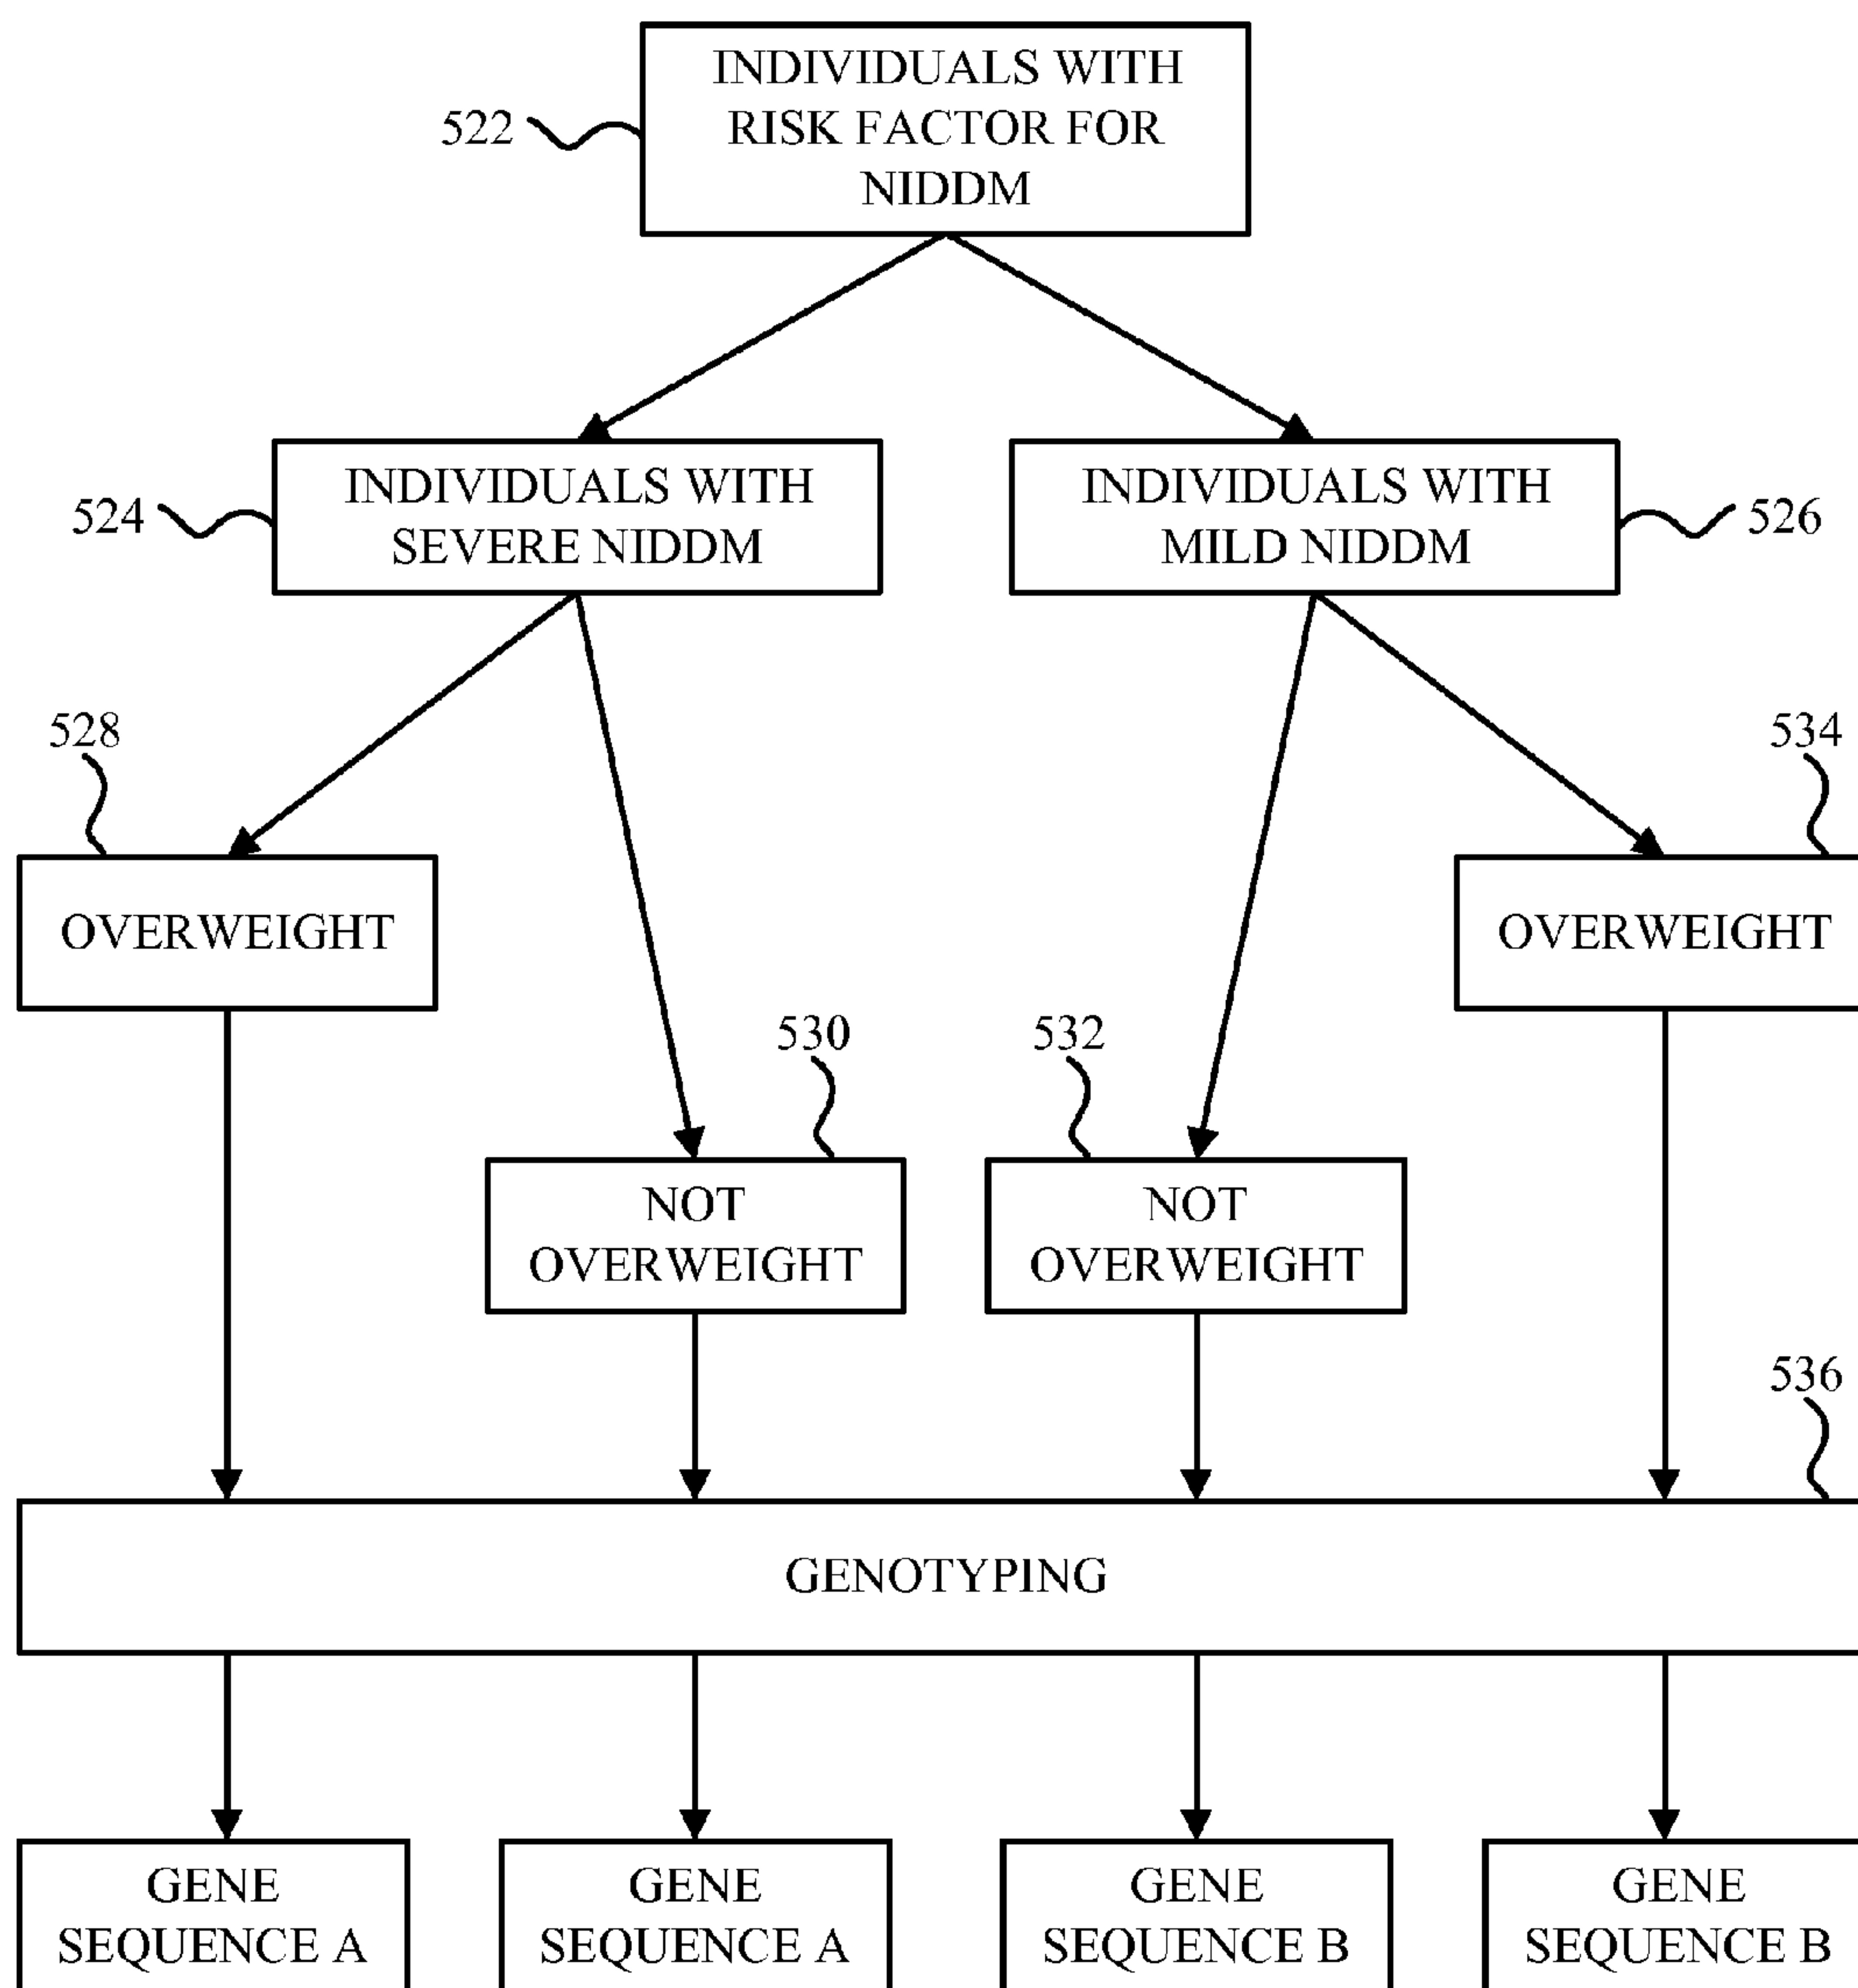 INDIVIDUALS WITH
RISK FACTOR FOR
NIDDM
522
INDIVIDUALS WITH
SEVERE NIDDM
524
INDIVIDUALS WITH
MILD NIDDM
526
528
534
OVERWEIGHT
OVERWEIGHT
530
532
NOT
OVERWEIGHT
NOT
OVERWEIGHT
536
GENOTYPING
GENE
SEQUENCE A
GENE
SEQUENCE A
GENE
SEQUENCE B
GENE
SEQUENCE B